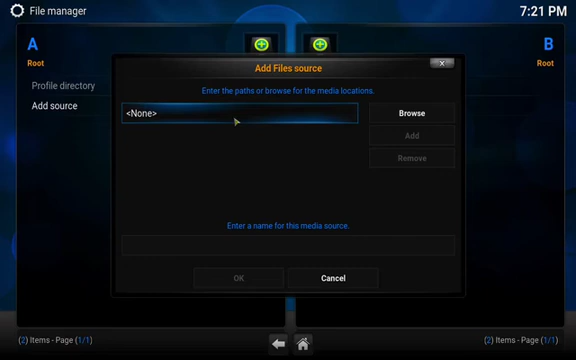 File manager
7:21 PM
A
B
Root
Root
Add Files source
Enter the paths or browse for the media locations.
Profile directory
Add source
<None>
Browse
Add
Remove
Enter a name for this media source.
OK
Cancel
(2) Items - Page (1/1)
(2) Items - Page (1/1)